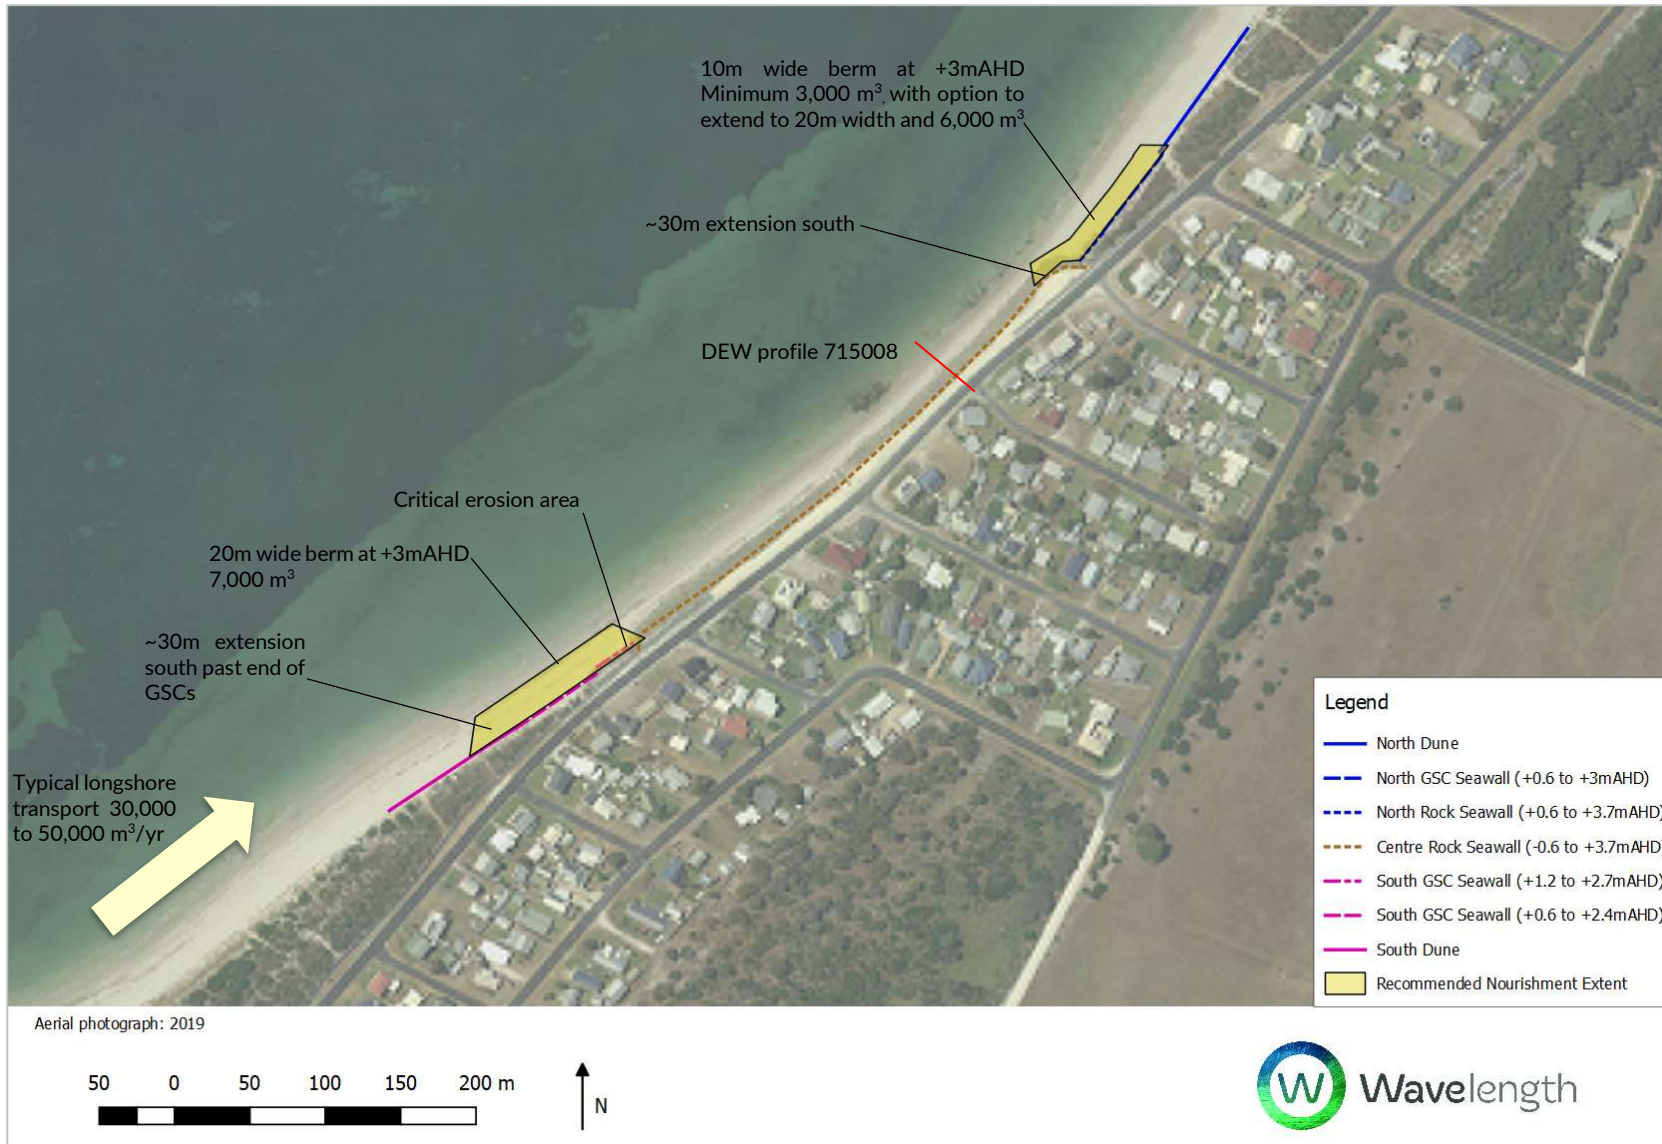 10m wide berm at +3mAHD
Minimum 3,000 m³, with option to
extend to 20m width and 6,000 m³
~30m extension south
DEW profile 715008
Critical erosion area
20m wide berm at +3mAHD
7,000 m³
~30m extension
south past end of
GSCs
Typical longshore
transport 30,000
to 50,000 m³/yr
Legend
North Dune
North GSC Seawall (+0.6 to +3mAHD)
North Rock Seawall (+0.6 to +3.7mAHD)
Centre Rock Seawall (-0.6 to +3.7mAHD)
South GSC Seawall (+1.2 to +2.7mAHD)
South GSC Seawall (+0.6 to +2.4mAHD)
South Dune
Recommended Nourishment Extent
Aerial photograph: 2019
50 0 50 100 150 200 m
N
W Wavelength